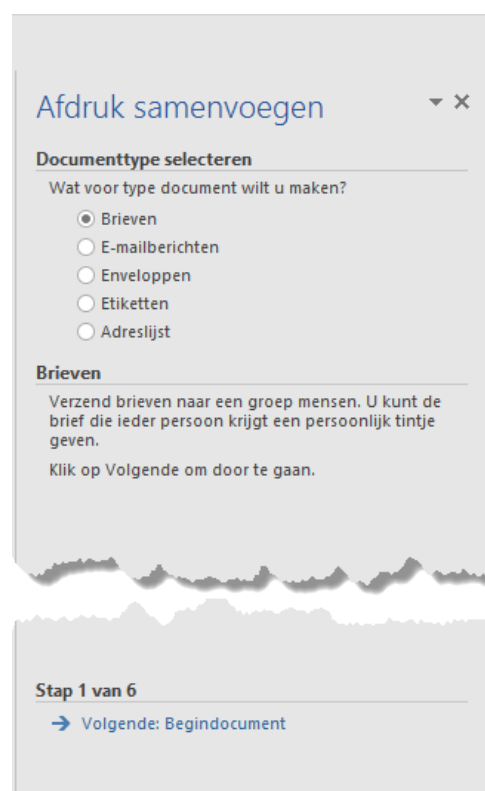 Afdruk samenvoegen
Documenttype selecteren
Wat voor type document wilt u maken?
Brieven
E-mailberichten
Enveloppen
Etiketten
Adreslijst
Brieven
Verzend brieven naar een groep mensen. U kunt de
brief die ieder persoon krijgt een persoonlijk tintje
geven.
Klik op Volgende om door te gaan.
Stap 1 van 6
Volgende: Begindocument